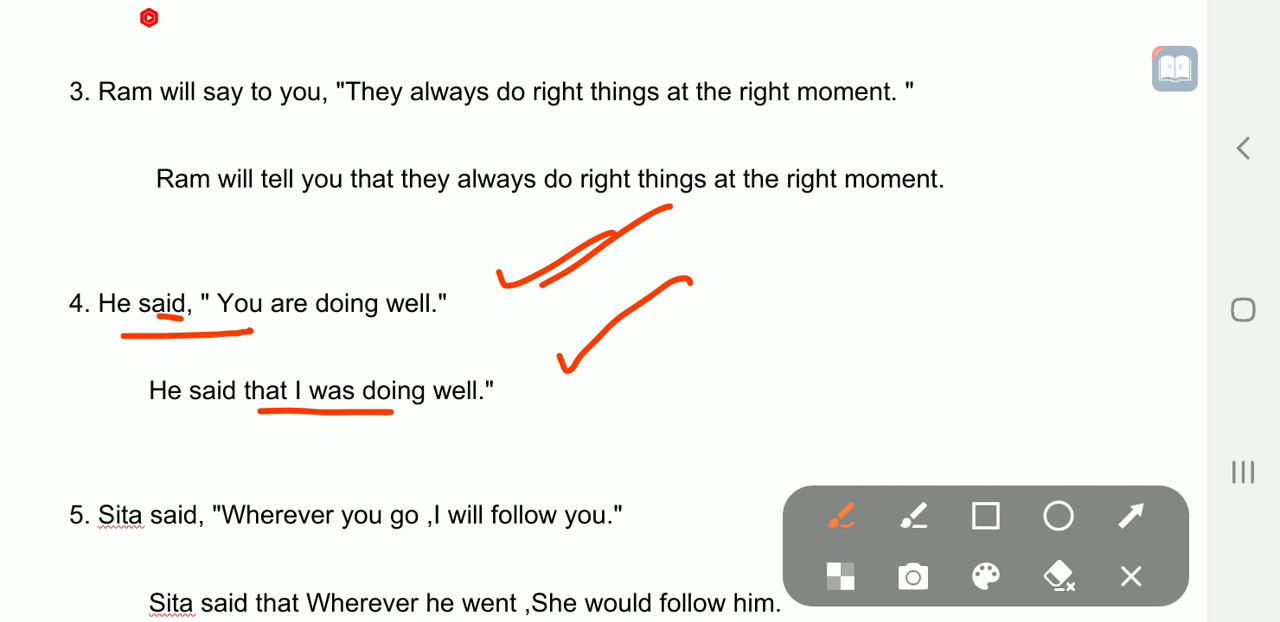 3. Ram will say to you, "They always do right things at the right moment. "
Ram will tell you that they always do right things at the right moment.
4. He said, " You are doing well."
He said that I was doing well."
5. Sita said, "Wherever you go ,I will follow you."
Sita said that Wherever he went ,She would follow him.